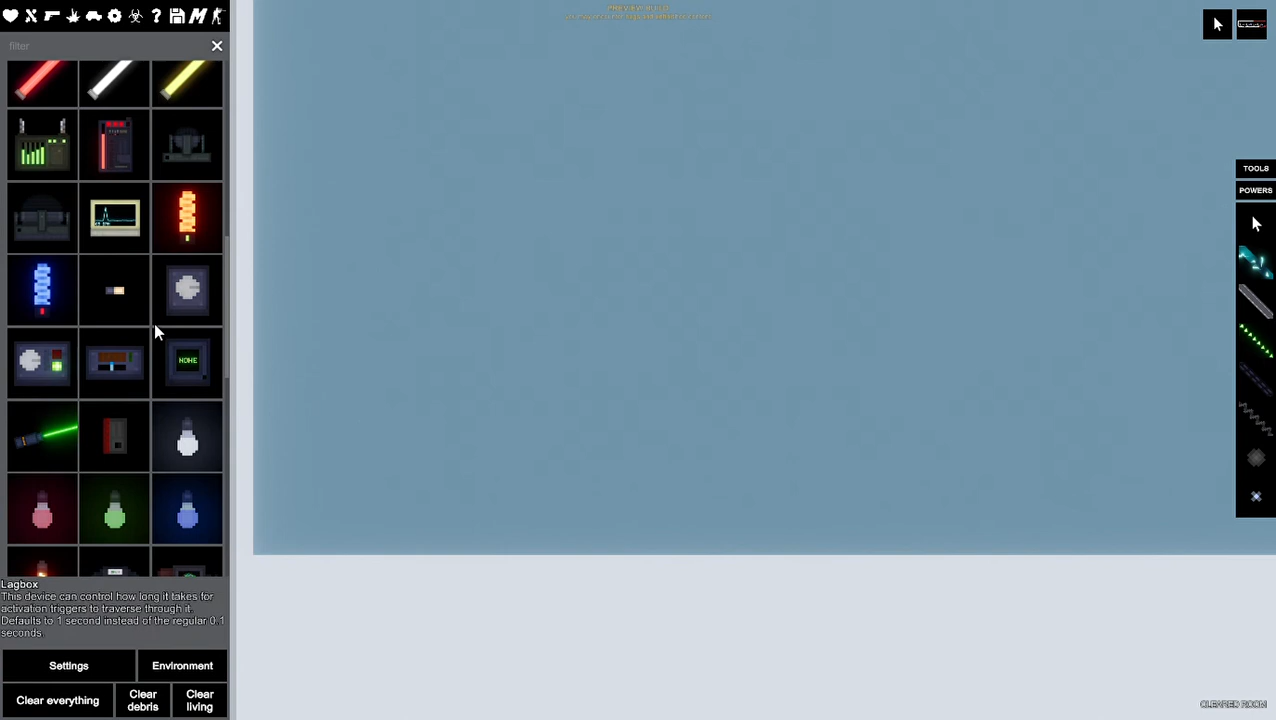 PREVIEW BUILD
filter
TOOLS
POWERS
NONE
Lagbox
This device can control how long it takes for
activation triggers to traverse through it.
Defaults to 1 second instead of the regular 0.1
seconds.
Settings
Environment
Clear everything
Clear
debris
Clear
living
CLEARED ROOM